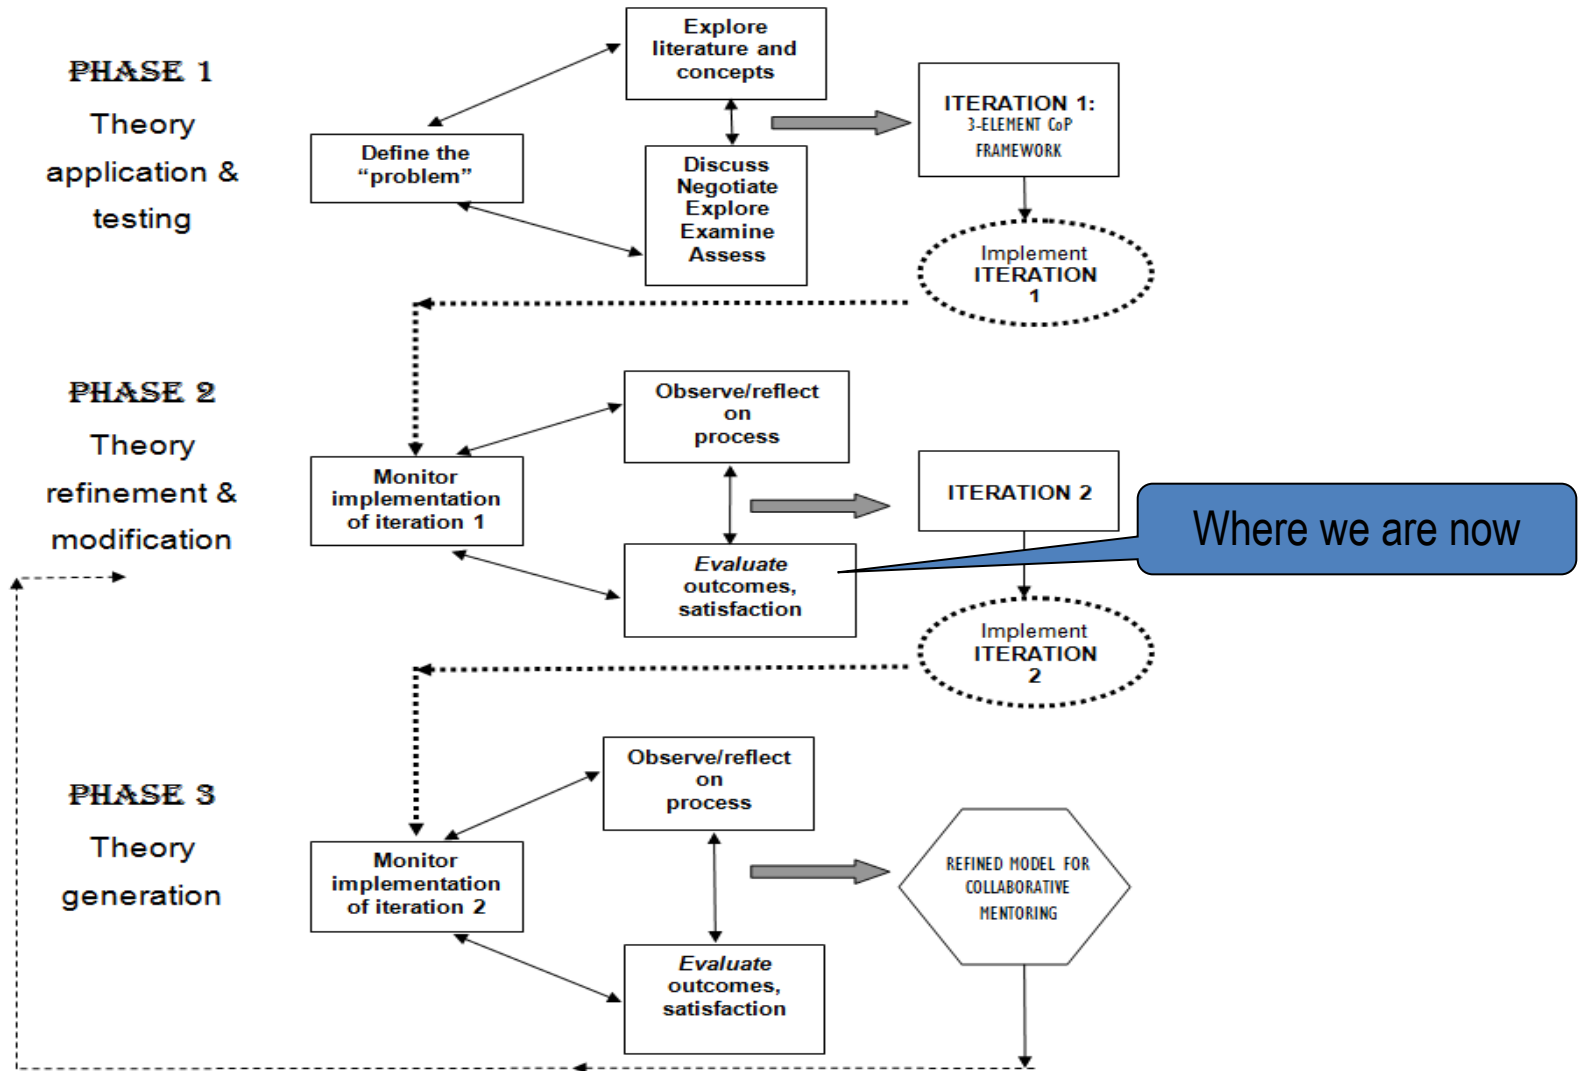 PHASE 1
Theory
application &
testing
Explore
literature and
concepts
Define the
“problem”
Discuss
Negotiate
Explore
Examine
Assess
ITERATION 1:
3-ELEMENT CoP
FRAMEWORK
Implement
ITERATION
1
PHASE 2
Theory
refinement &
modification
Observe/reflect
on
process
Monitor
implementation
of iteration 1
Evaluate
outcomes,
satisfaction
ITERATION 2
Where we are now
Implement
ITERATION
2
PHASE 3
Theory
generation
Observe/reflect
on
process
Monitor
implementation
of iteration 2
Evaluate
outcomes,
satisfaction
REFINED MODEL FOR
COLLABORATIVE
MENTORING